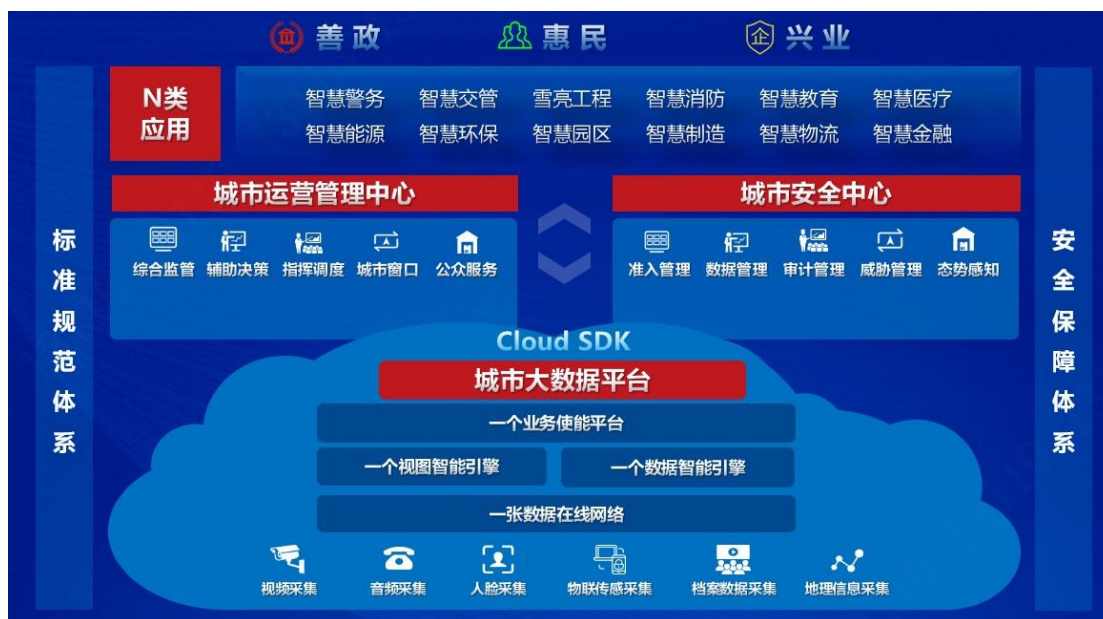 善政 惠民 兴业
N类
应用
智慧警务 智慧交管 雪亮工程 智慧消防 智慧教育 智慧医疗
智慧能源 智慧环保 智慧园区 智慧制造 智慧物流 智慧金融
城市运营管理中心
综合监管 辅助决策 指挥调度 城市窗口 公众服务
城市安全中心
准入管理 数据管理 审计管理 威胁管理 态势感知
标准规范体系
安全保障体系
Cloud SDK
城市大数据平台
一个业务使能平台
一个视图智能引擎 一个数据智能引擎
一张数据在线网络
视频采集 音频采集 人脸采集 物联传感采集 档案数据采集 地理信息采集